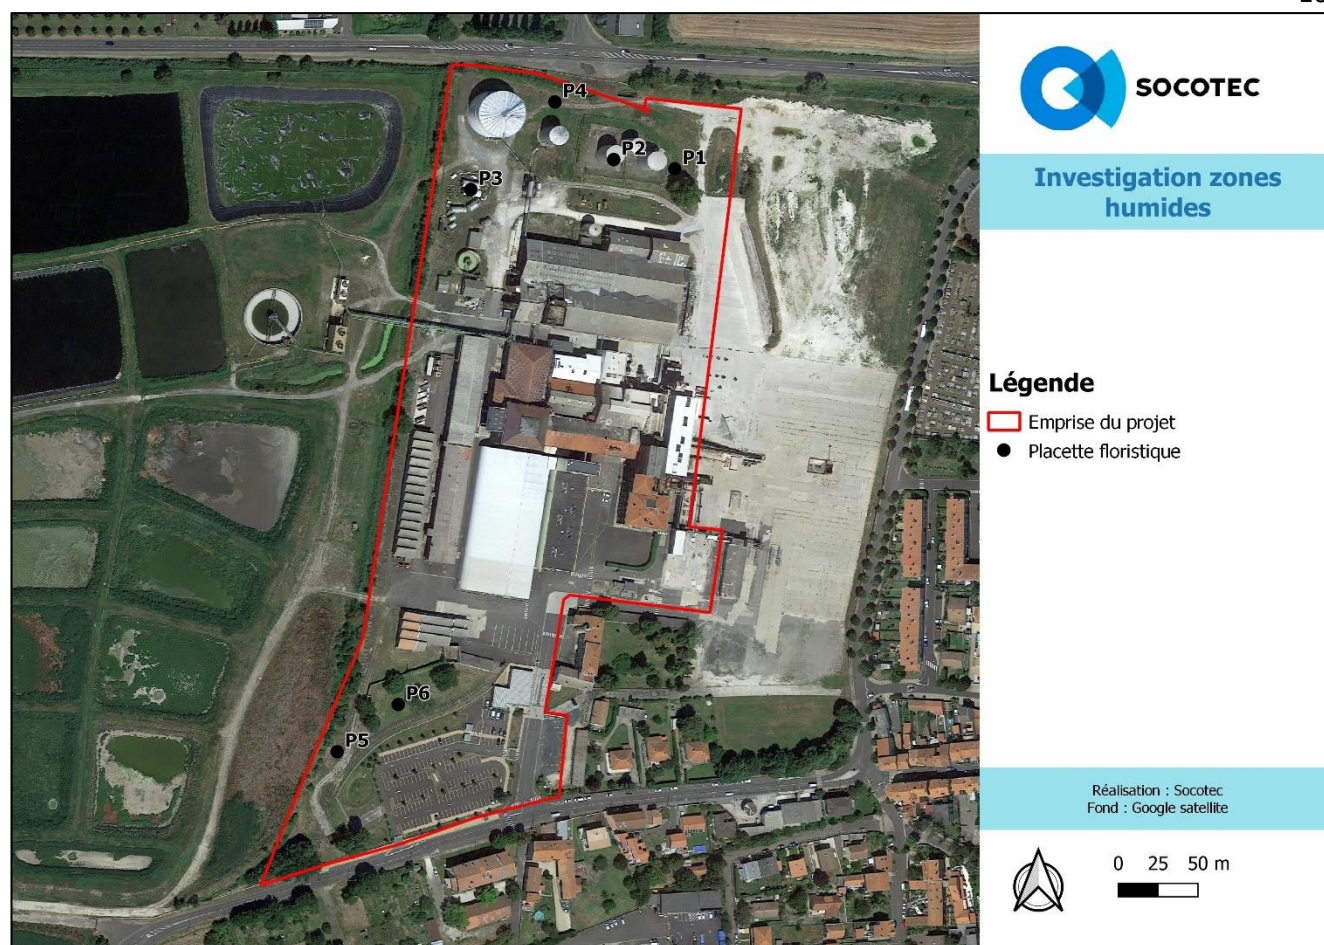 SOCOTEC
Investigation zones
humides
P4
P2
P1
P3
Légende
Emprise du projet
Placette floristique
P6
P5
Réalisation : Socotec
Fond : Google satellite
0 25 50 m